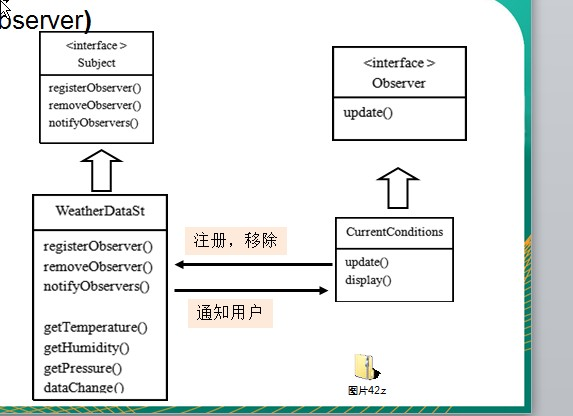 bserver)
<interface >
Subject
registerObserver()
removeObserver()
notifyObservers()
<interface >
Observer
update()
WeatherDataSt
registerObserver()
removeObserver()
notifyObservers()
getTemperature()
getHumidity()
getPressure()
dataChange()
注册，移除
通知用户
CurrentConditions
update()
display()
图片42.z